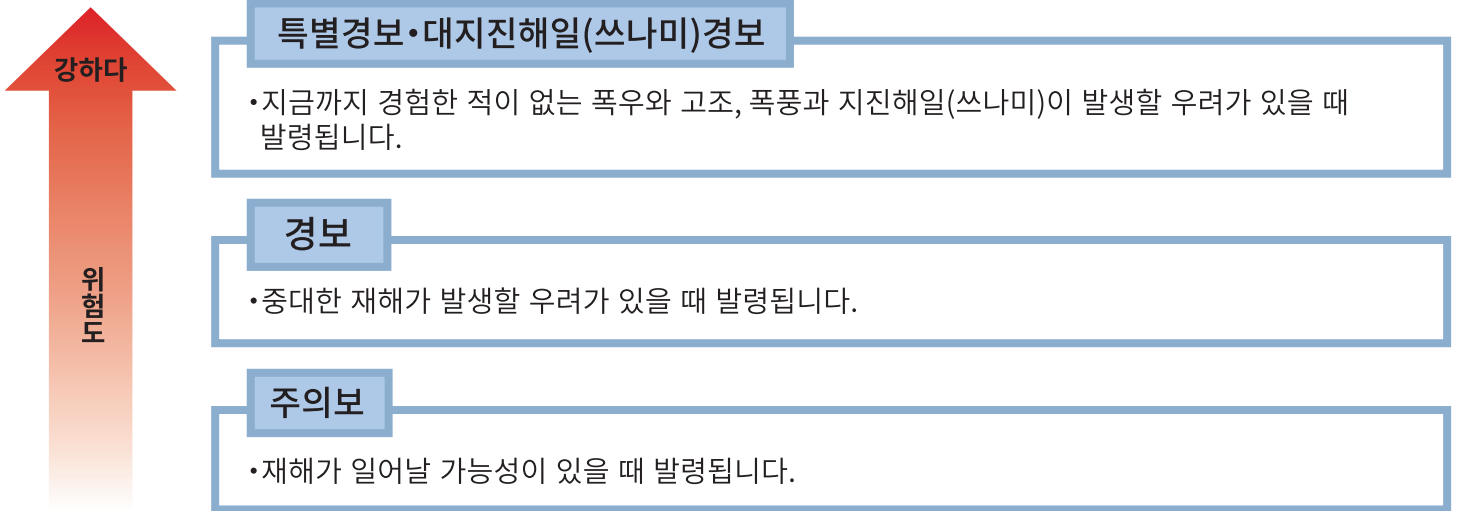 강하다
위험도
특별경보·대지진해일(쓰나미)경보
·지금까지 경험한 적이 없는 폭우와 고조, 폭풍과 지진해일(쓰나미)이 발생할 우려가 있을 때
발령됩니다.
경보
·중대한 재해가 발생할 우려가 있을 때 발령됩니다.
주의보
·재해가 일어날 가능성이 있을 때 발령됩니다.